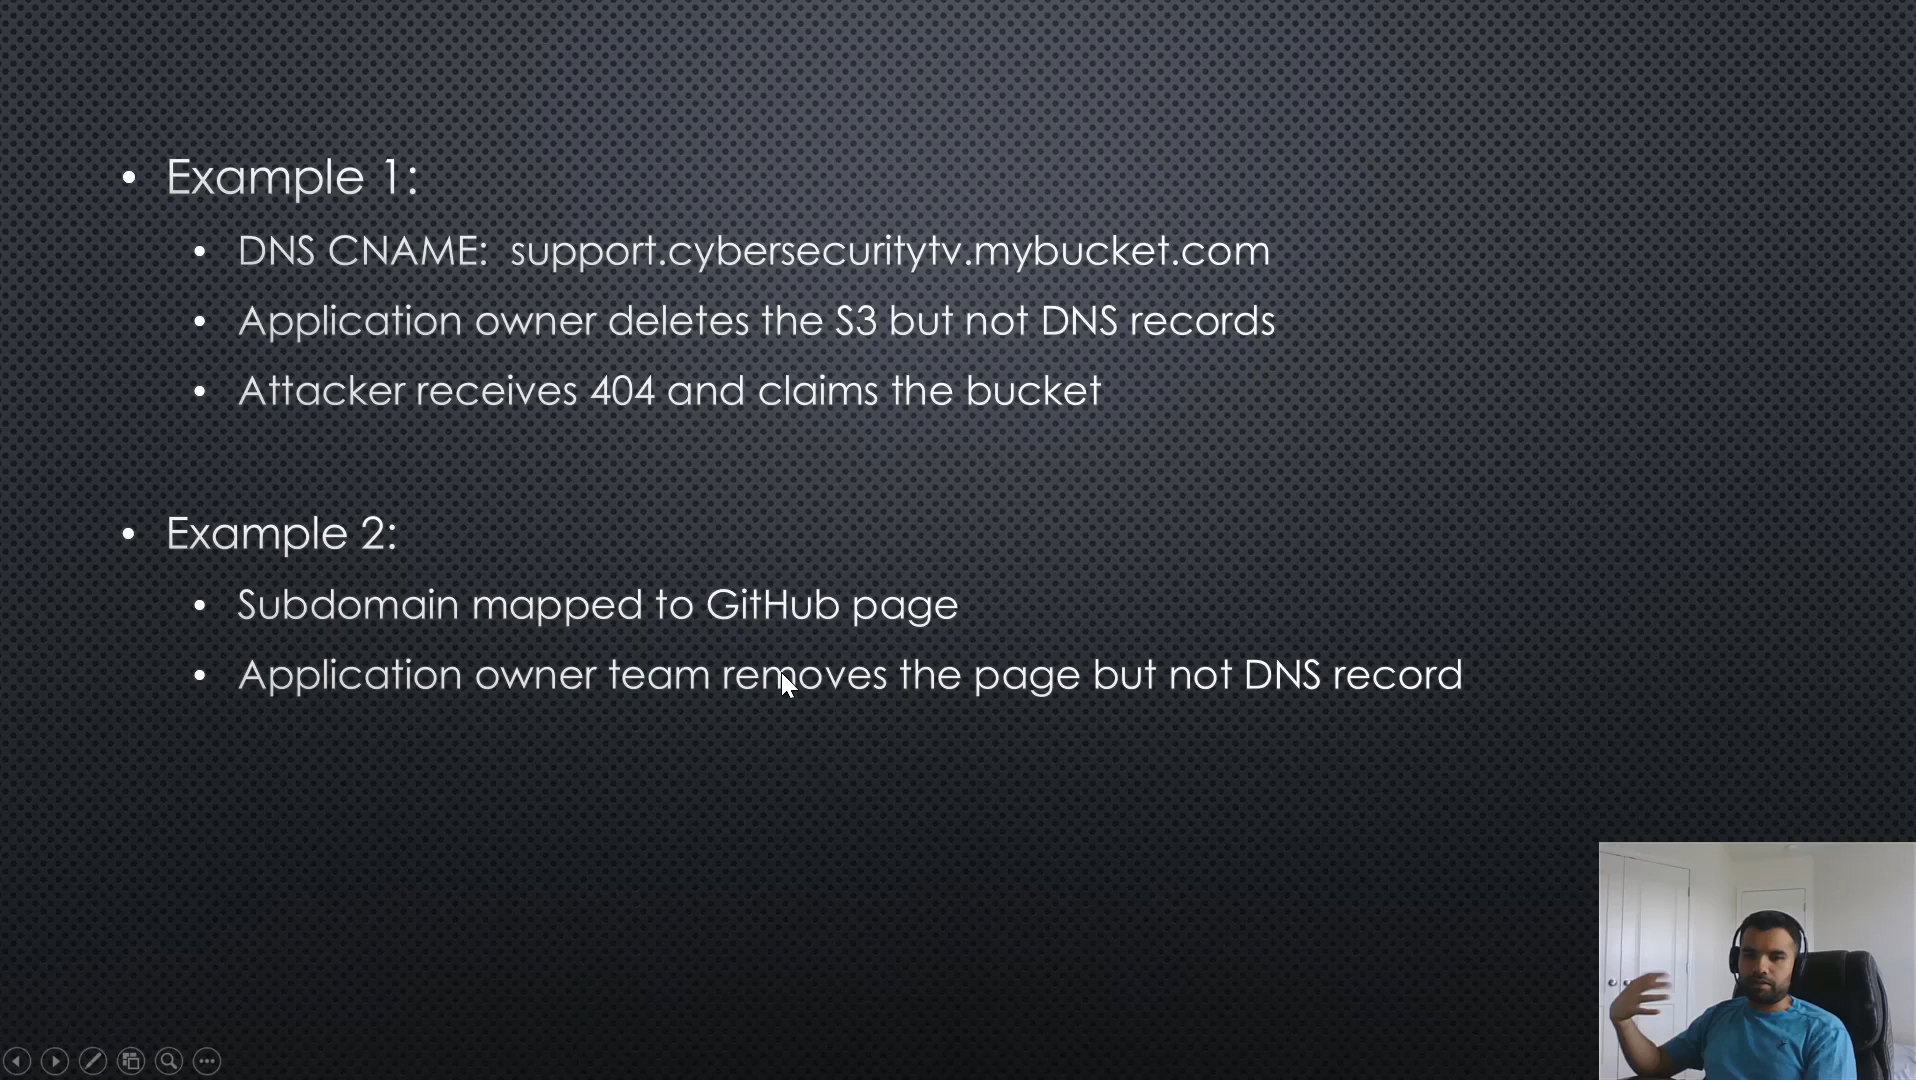 Example 1:
DNS CNAME: support.cybersecuritytv.mybucket.com
Application owner deletes the S3 but not DNS records
Attacker receives 404 and claims the bucket
Example 2:
Subdomain mapped to GitHub page
Application owner team removes the page but not DNS record